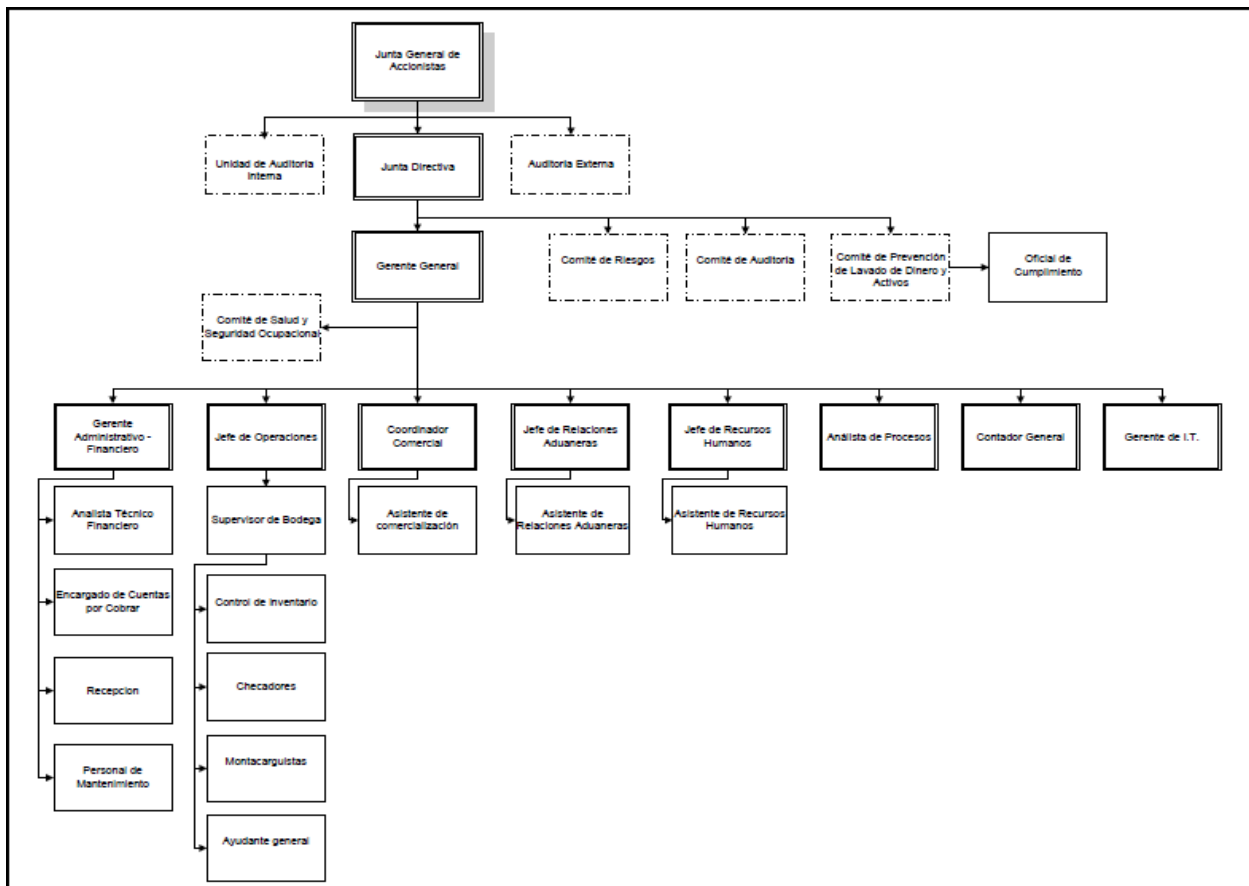 Junta General de
Accionistas
Unidad de Auditoria
Interna
Junta Directiva
Auditoria Externa
Gerente General
Comité de Riesgos
Comité de Auditoria
Comité de Prevención
de Lavado de Dinero y
Activos
Oficial de
Cumplimiento
Comité de Salud y
Seguridad Ocupacional
Gerente
Administrativo -
Financiero
Jefe de Operaciones
Coordinador
Comercial
Jefe de Relaciones
Aduaneras
Jefe de Recursos
Humanos
Análista de Procesos
Contador General
Gerente de I.T.
Analista Técnico
Financiero
Supervisor de Bodega
Asistente de
comercialización
Asistente de
Relaciones Aduaneras
Asistente de Recursos
Humanos
Encargado de Cuentas
por Cobrar
Control de Inventario
Recepcion
Checadores
Personal de
Mantenimiento
Montacarguistas
Ayudante general